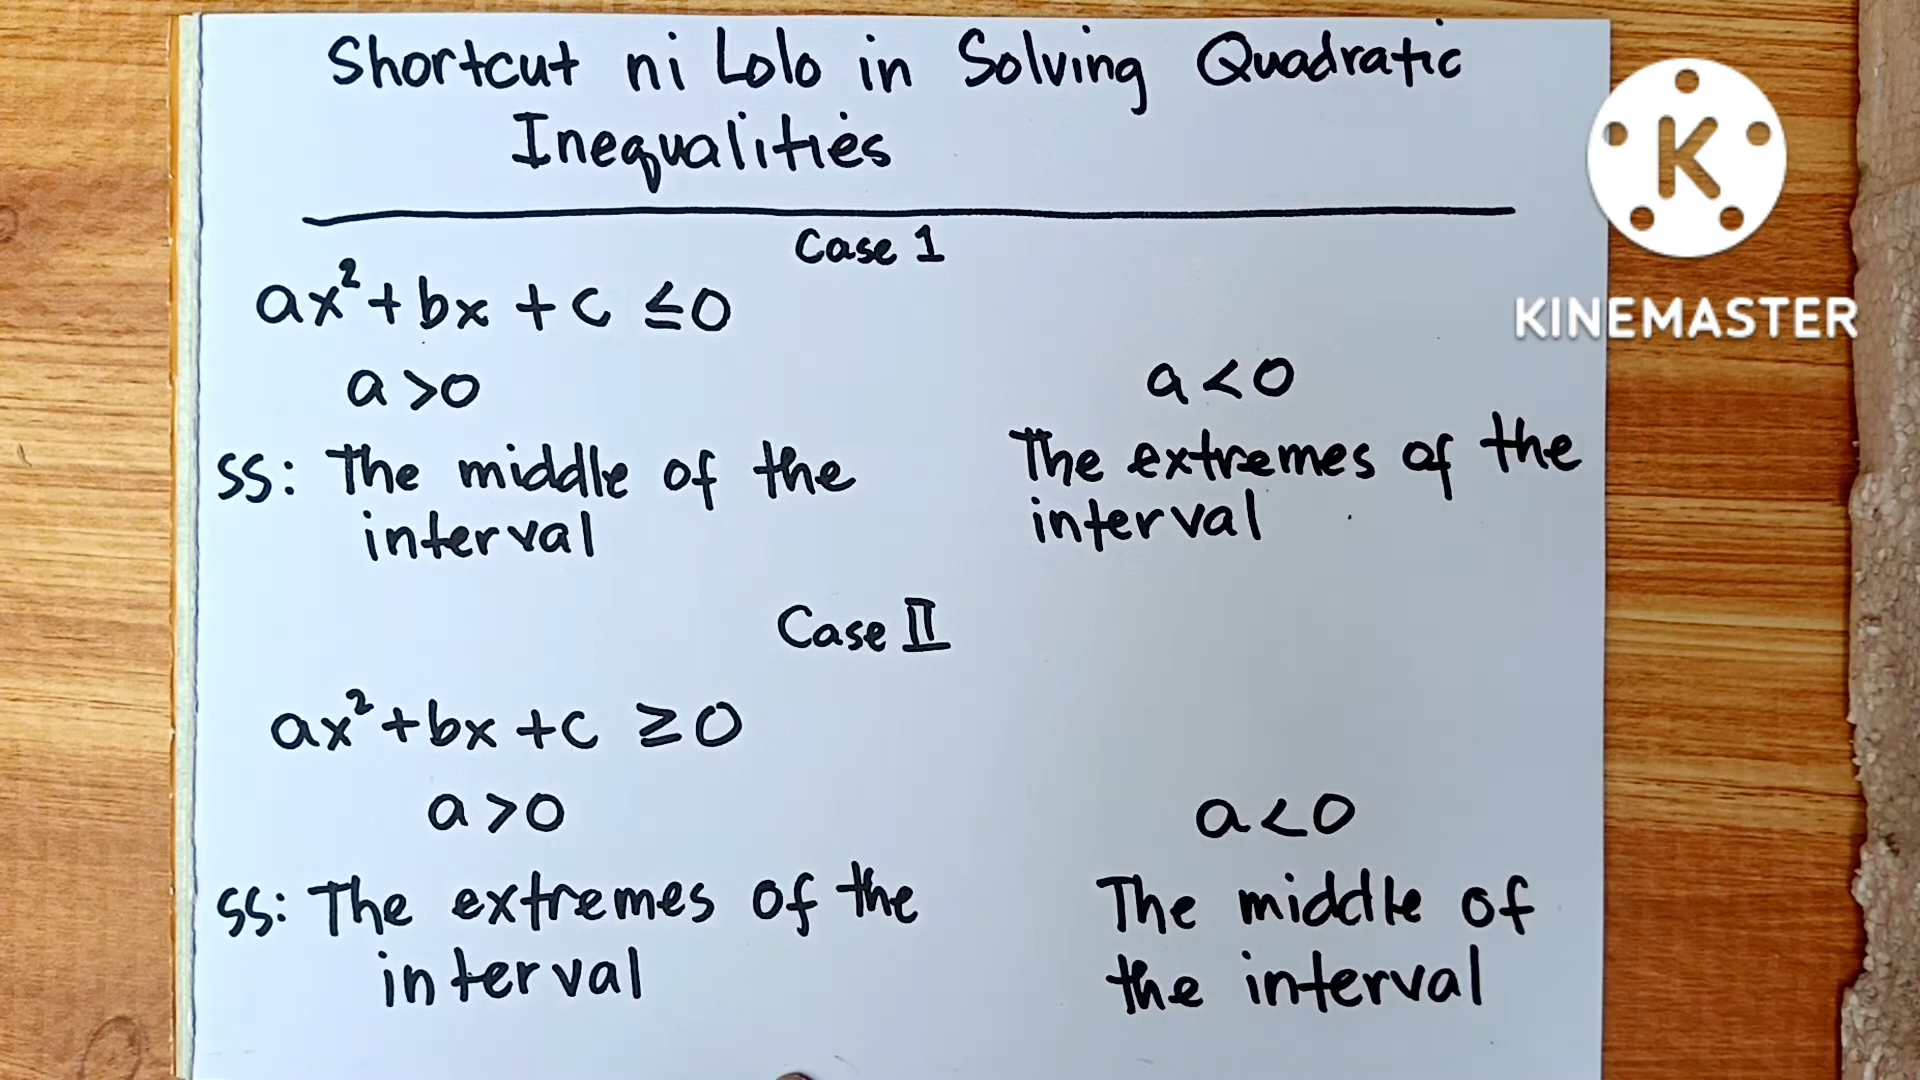 Shortcut ni Lolo in Solving Quadratic
Inequalities
K
KINEMASTER
Case 1
ax²+bx+c ≤0
a>0
a<0
SS: The middle of the
interval
The extremes of the
interval
Case II
ax²+bx+c ≥0
a>0
a<0
SS: The extremes of the
interval
The middle of
the interval